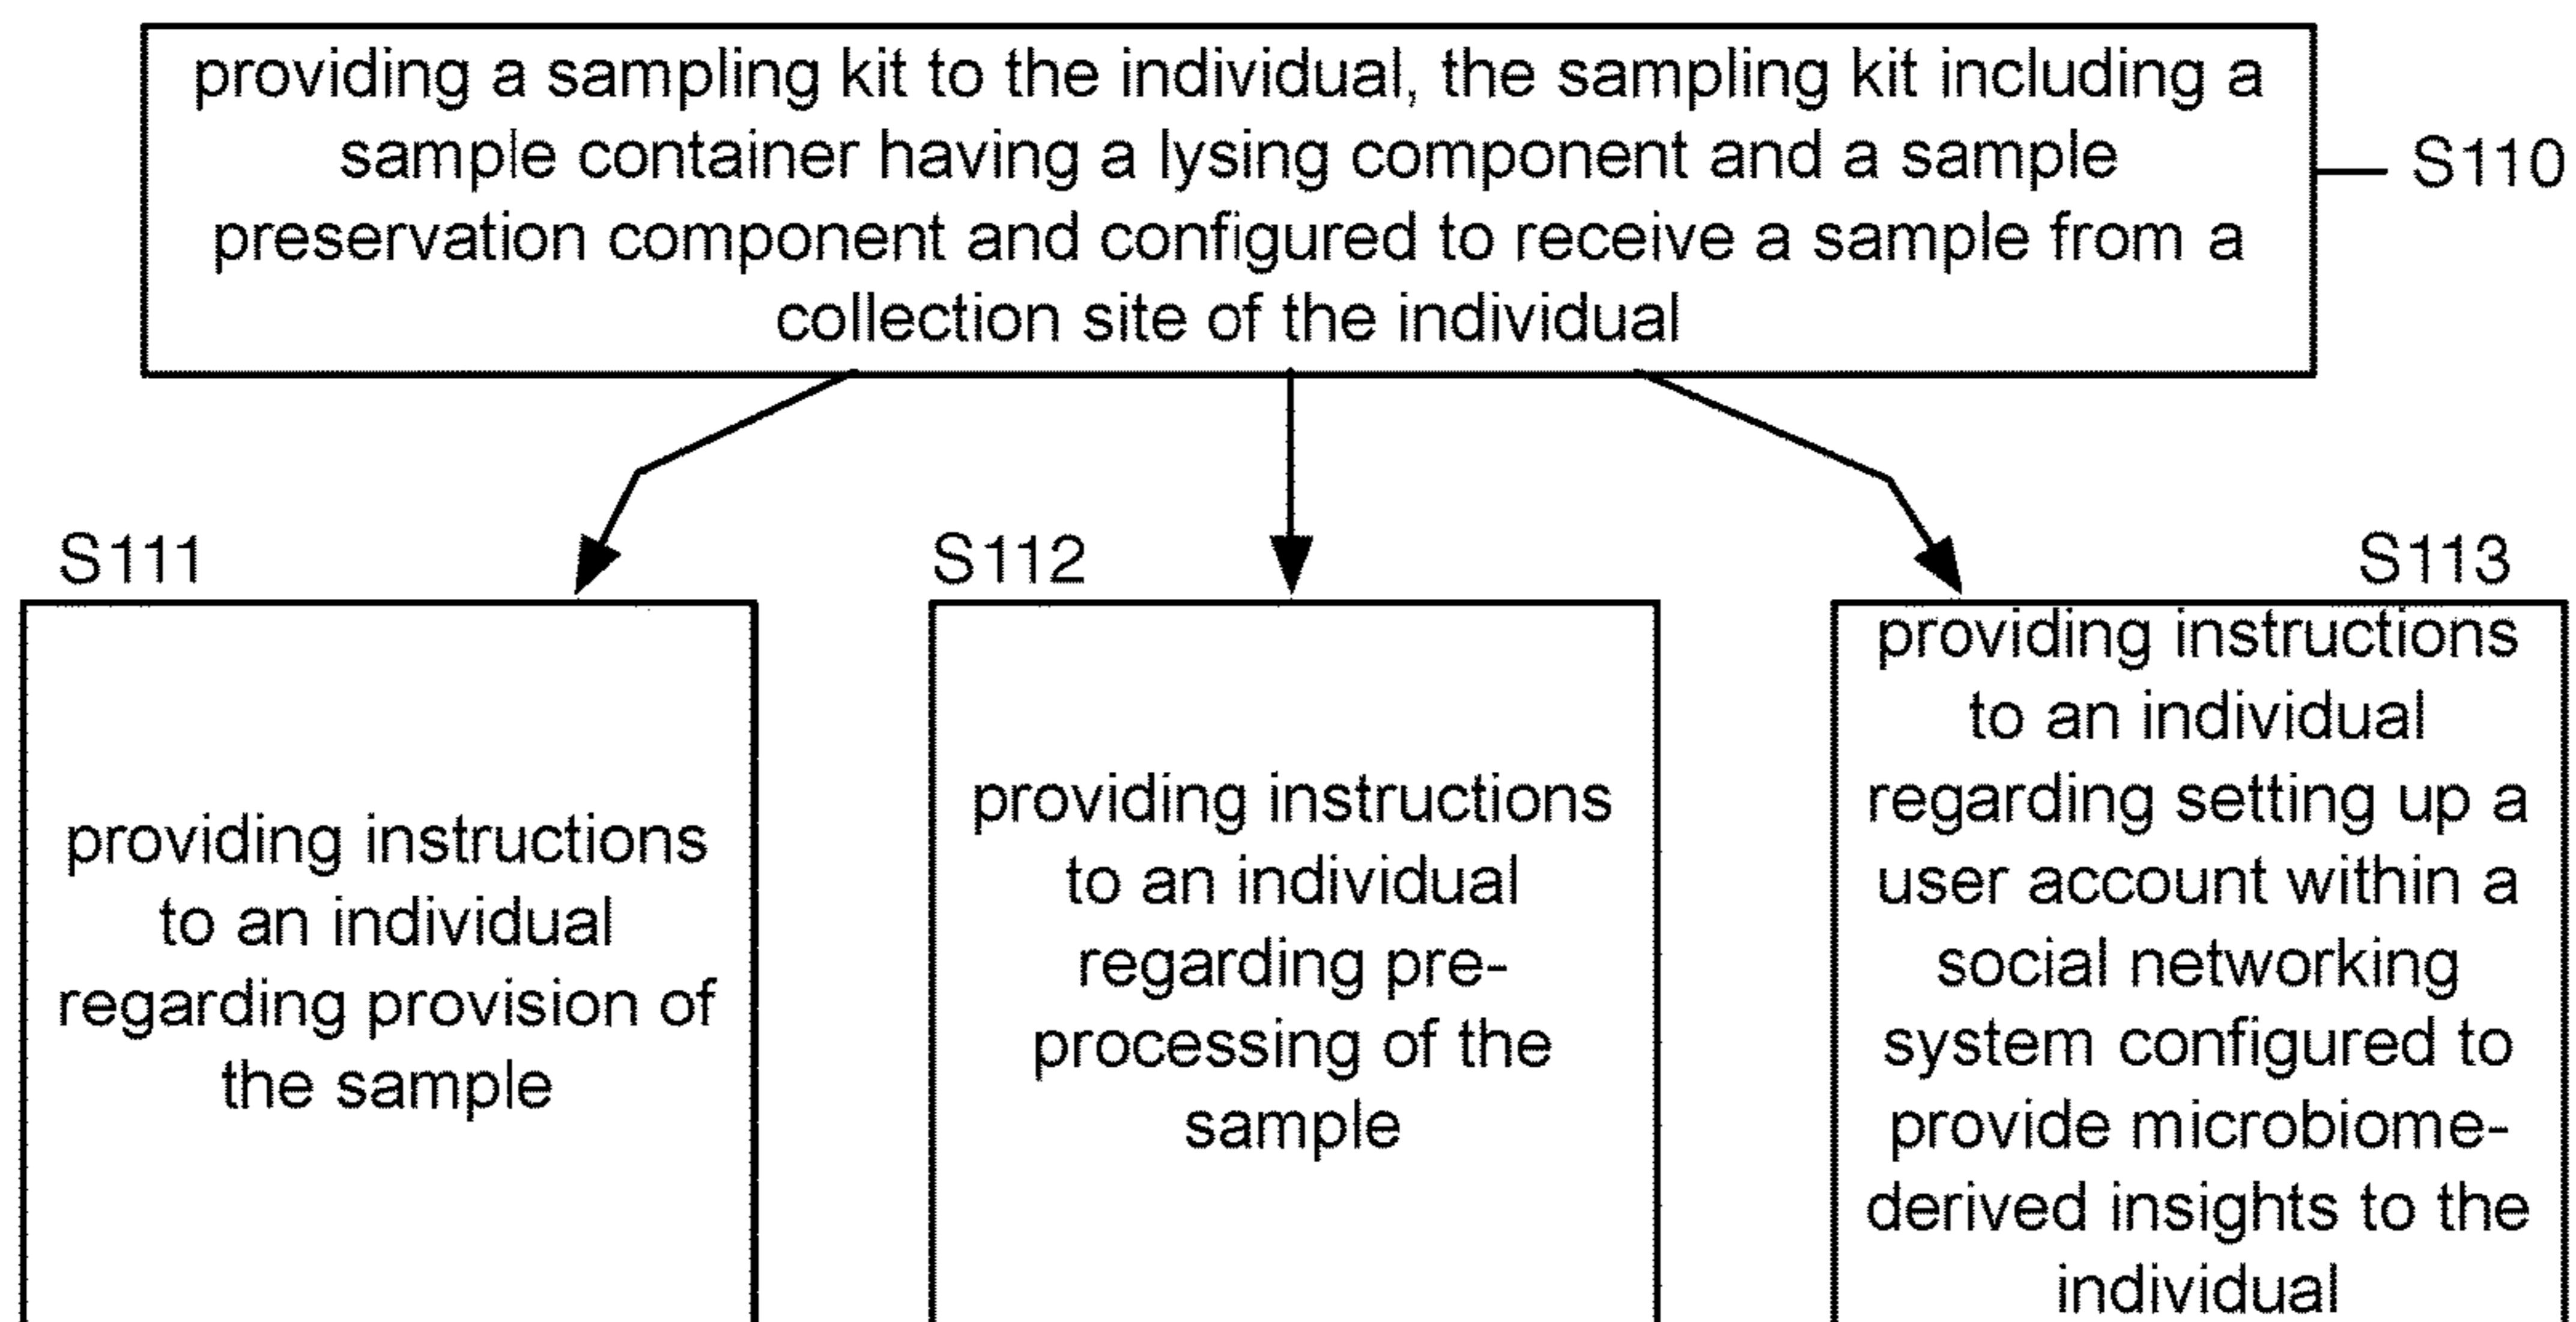 providing a sampling kit to the individual, the sampling kit including a
sample container having a lysing component and a sample
preservation component and configured to receive a sample from a
collection site of the individual
S110
S111
providing instructions
to an individual
regarding provision of
the sample
S112
providing instructions
to an individual
regarding pre-
processing of the
sample
S113
providing instructions
to an individual
regarding setting up a
user account within a
social networking
system configured to
provide microbiome-
derived insights to the
individual